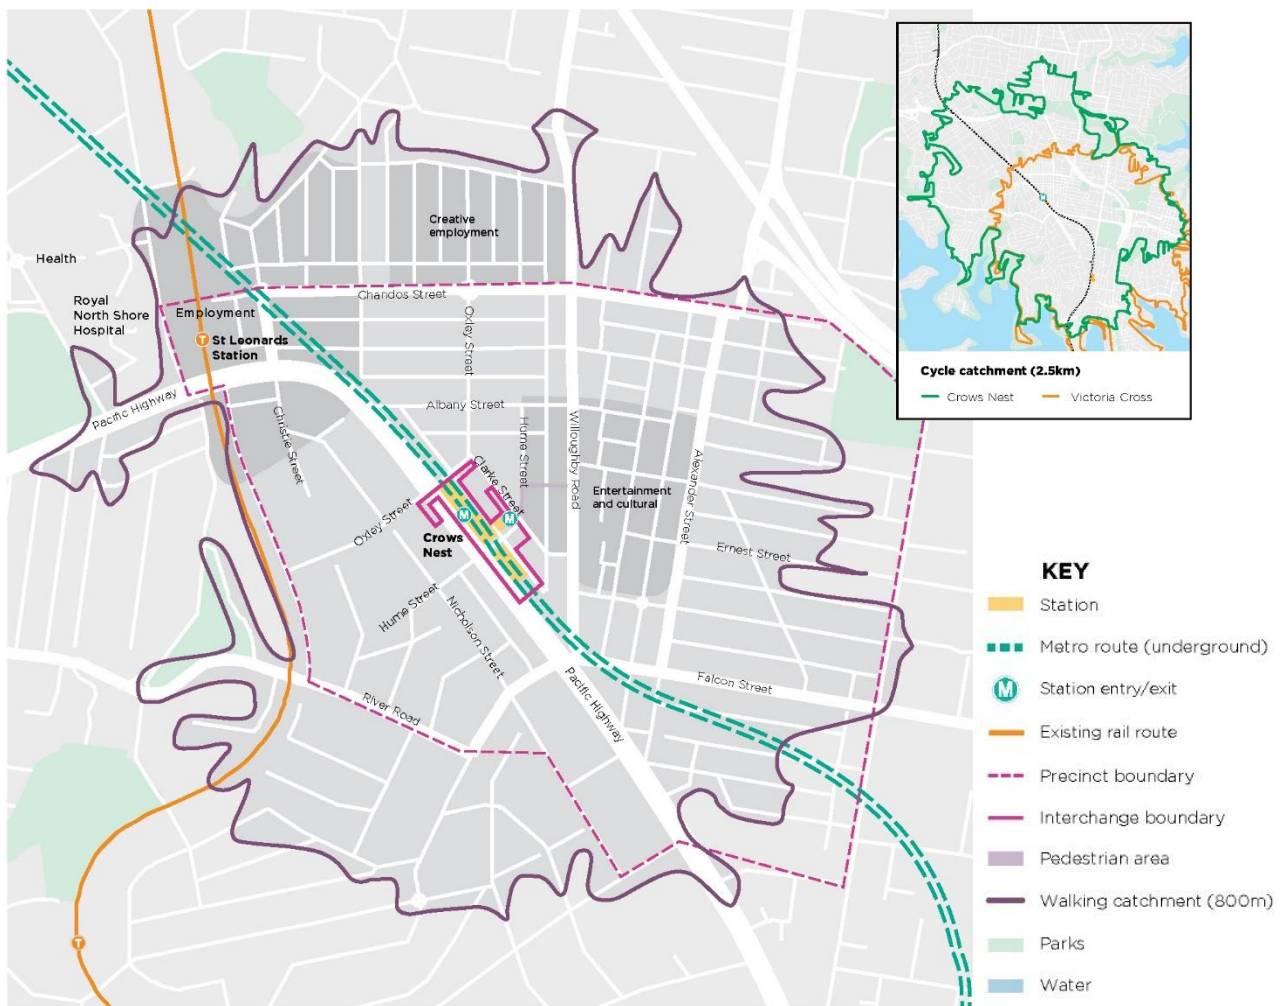 Creative
employment
Health
Royal
North Shore
Hospital
Employment
Chandos Street
T
St Leonards
Station
Oxley Street
Pacific Highway
Albany Street
Christie Street
Hume Street
Willoughby Road
Alexander Street
Clarke Street
Entertainment
and cultural
M
M
Oxley Street
Crows
Nest
Ernest Street
Hume Street
Nicholson Street
Falcon Street
Pacific Highway
River Road
T
M
Cycle catchment (2.5km)
Crows Nest
Victoria Cross
KEY
Station
Metro route (underground)
M
Station entry/exit
Existing rail route
Precinct boundary
Interchange boundary
Pedestrian area
Walking catchment (800m)
Parks
Water